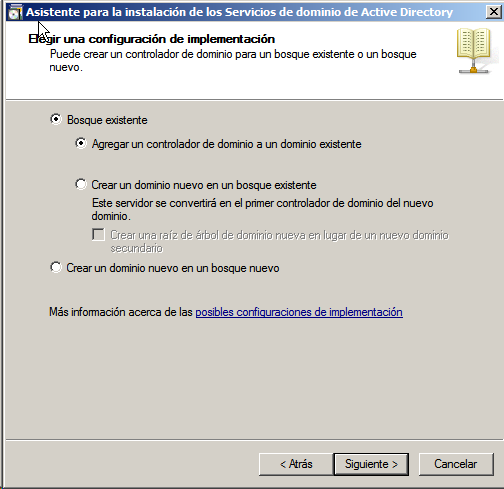 Asistente para la instalación de los Servicios de dominio de Active Directory
Elegir una configuración de implementación
Puede crear un controlador de dominio para un bosque existente o un bosque
nuevo.
Bosque existente
Agregar un controlador de dominio a un dominio existente
Crear un dominio nuevo en un bosque existente
Este servidor se convertirá en el primer controlador de dominio del nuevo
dominio.
Crear una raíz de árbol de dominio nueva en lugar de un nuevo dominio
secundario
Crear un dominio nuevo en un bosque nuevo
Más información acerca de las posibles configuraciones de implementación
< Atrás Siguiente > Cancelar